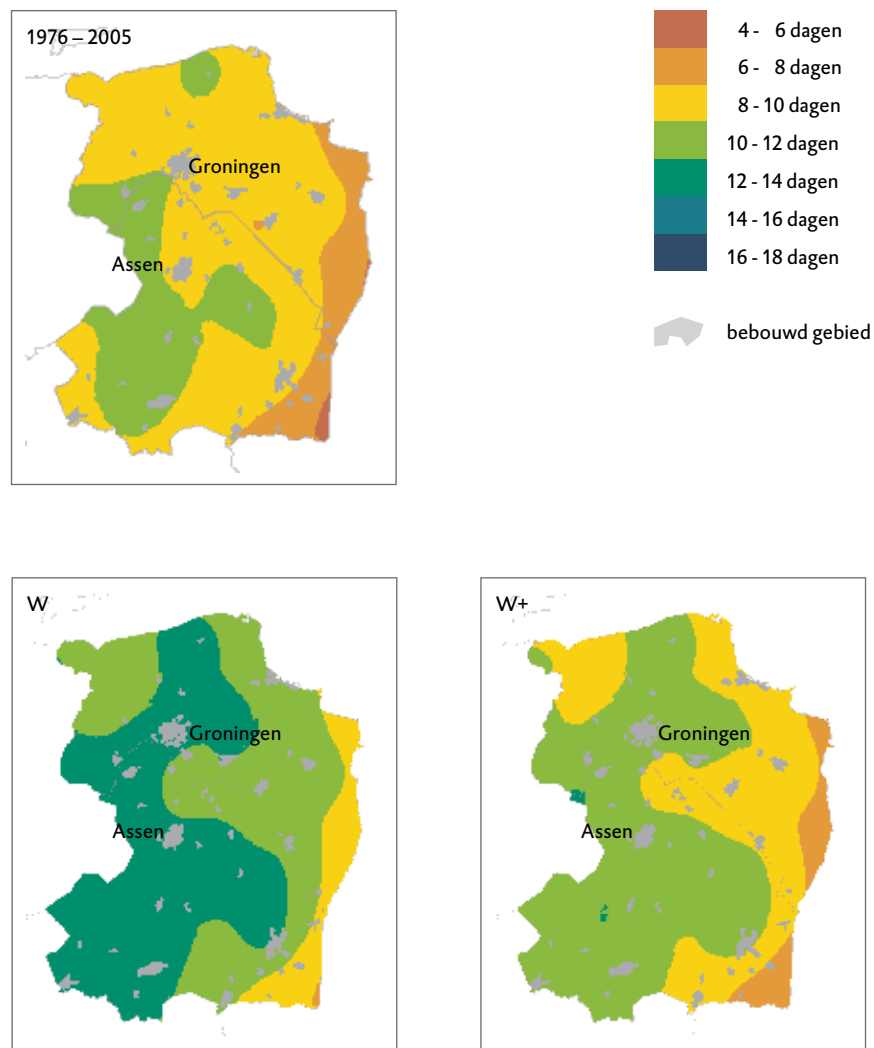 1976 – 2005
Groningen
Assen
4 - 6 dagen
6 - 8 dagen
8 - 10 dagen
10 - 12 dagen
12 - 14 dagen
14 - 16 dagen
16 - 18 dagen
bebouwd gebied
W
Groningen
Assen
W+
Groningen
Assen